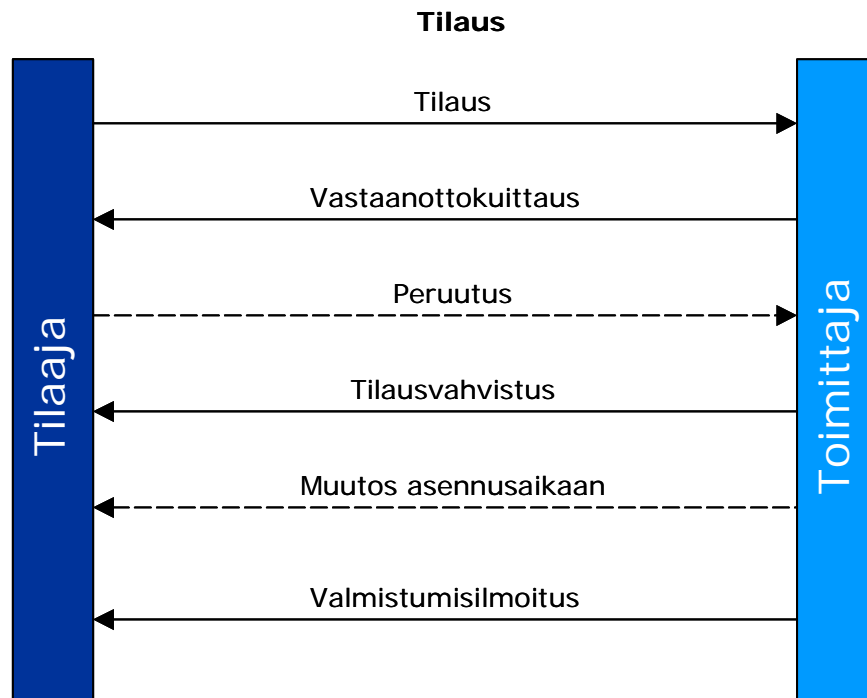 Tilaus
Tilaus
Vastaanottokuittaus
Peruutus
Tilausvahvistus
Muutos asennusaikaan
Valmistumisilmoitus
Tilaaja
Toimittaja